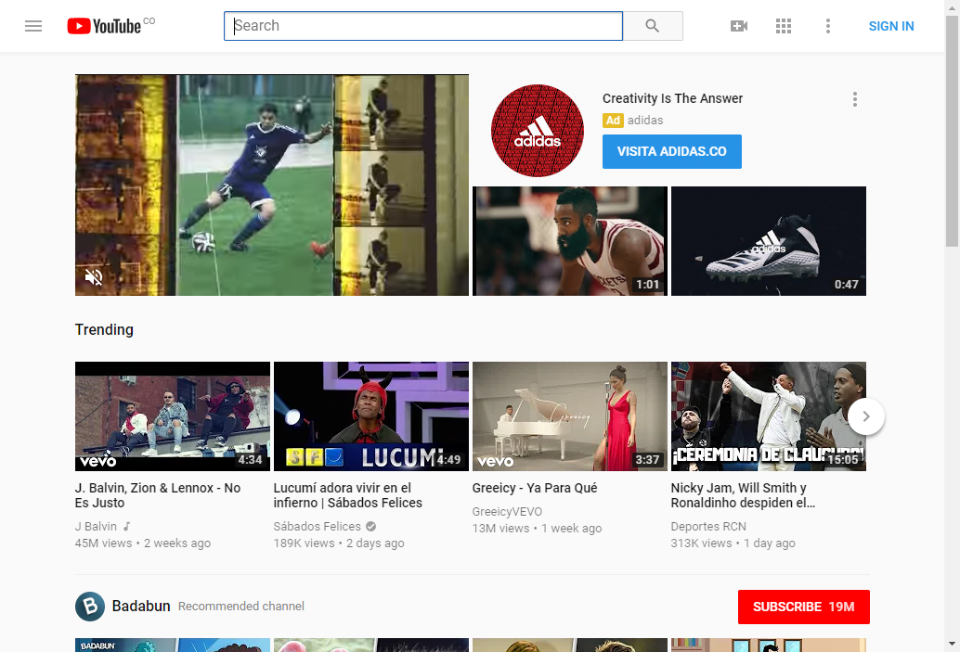 YouTube CO
Search
SIGN IN
adidas
Creativity Is The Answer
Ad adidas
VISITA ADIDAS.CO
1:01
adidas
0:47
Trending
vevo
4:34
SF
LUCUMí
4:49
Greeicy
vevo
3:37
¡CEREMONIA DE CLAUSURA!
15:05
J. Balvin, Zion & Lennox - No
Es Justo
J Balvin
45M views • 2 weeks ago
Lucumí adora vivir en el
infierno | Sábados Felices
Sábados Felices
189K views • 2 days ago
Greeicy - Ya Para Qué
GreeicyVEVO
13M views • 1 week ago
Nicky Jam, Will Smith y
Ronaldinho despiden el...
Deportes RCN
313K views • 1 day ago
B
Badabun Recommended channel
SUBSCRIBE 19M
BADABUN